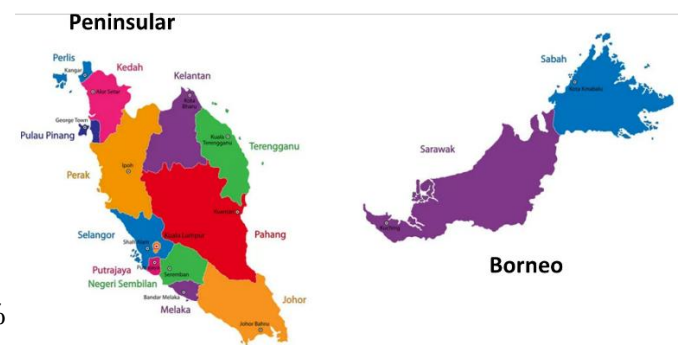 Peninsular
Perlis
Kangar
Kedah
Alor Setar
Kelantan
Kota
Bharu
George Town
Pulau Pinang
Kuala
Terengganu
Terengganu
Perak
Ipoh
Kuantan
Selangor
Shah Alam
Kuala Lumpur
Pahang
Putrajaya
Putrajaya
Negeri Sembilan
Seremban
Bandar Melaka
Melaka
Johor
Johor Bahru
%
Sabah
Kota Kinabalu
Sarawak
Kuching
Borneo